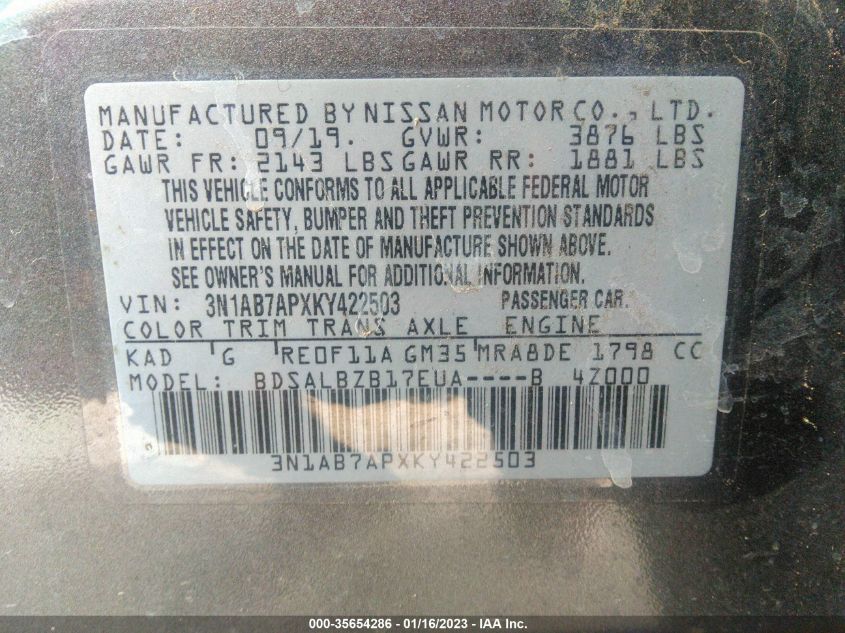 MANUFACTURED BY NISSAN MOTOR CO., LTD.
DATE: 09/19. GVWR: 3876 LBS
GAWR FR: 2143 LBS GAWR RR: 1881 LBS
THIS VEHICLE CONFORMS TO ALL APPLICABLE FEDERAL MOTOR
VEHICLE SAFETY, BUMPER AND THEFT PREVENTION STANDARDS
IN EFFECT ON THE DATE OF MANUFACTURE SHOWN ABOVE.
SEE OWNER'S MANUAL FOR ADDITIONAL INFORMATION.
VIN: 3N1AB7APXKY422503 PASSENGER CAR.
COLOR TRIM TRANS AXLE ENGINE
KAD G RE0F11A GM35 MRA8DE 1798 CC
MODEL: BDSALBZB17EUA----B 4Z000
3N1AB7APXKY422503
000-35654286 - 01/16/2023 - IAA Inc.